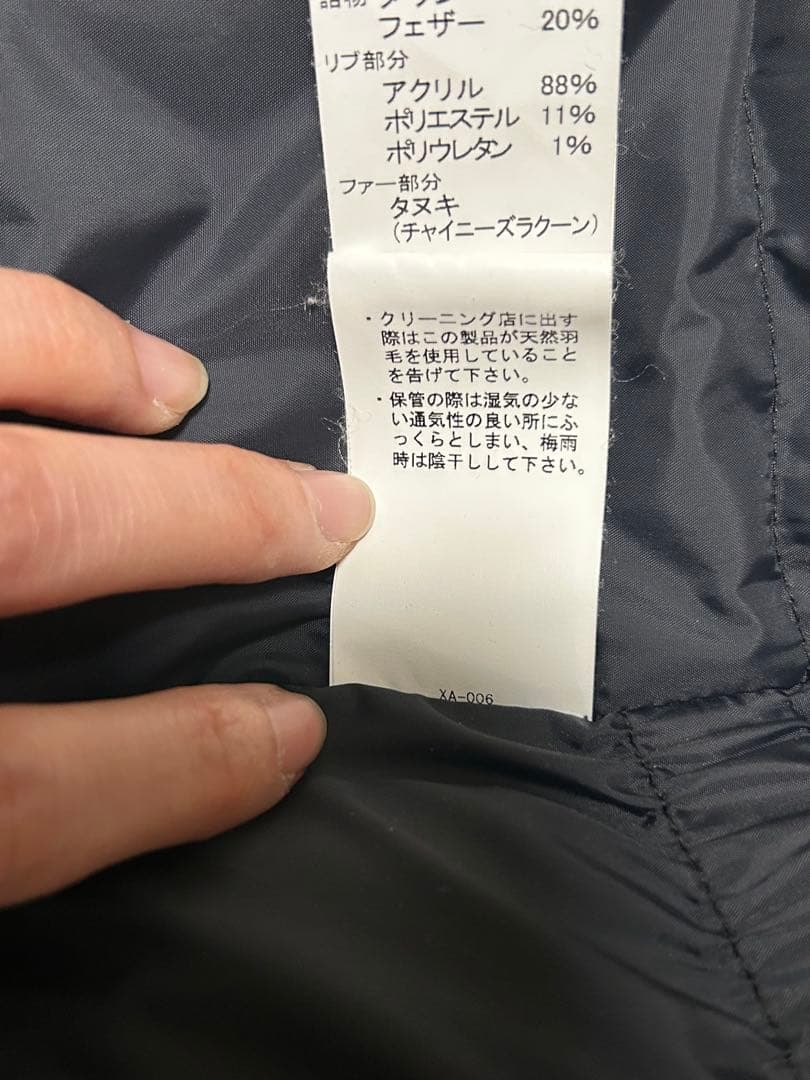 詰物 ダウン
フェザー 20%
リブ部分
アクリル 88%
ポリエステル 11%
ポリウレタン 1%
ファー部分
タヌキ
(チャイニーズラクーン)
・クリーニング店に出す
際はこの製品が天然羽
毛を使用していること
を告げて下さい。
・保管の際は湿気の少な
い通気性の良い所にふ
っくらとしまい、梅雨
時は陰干しして下さい。
XA-006